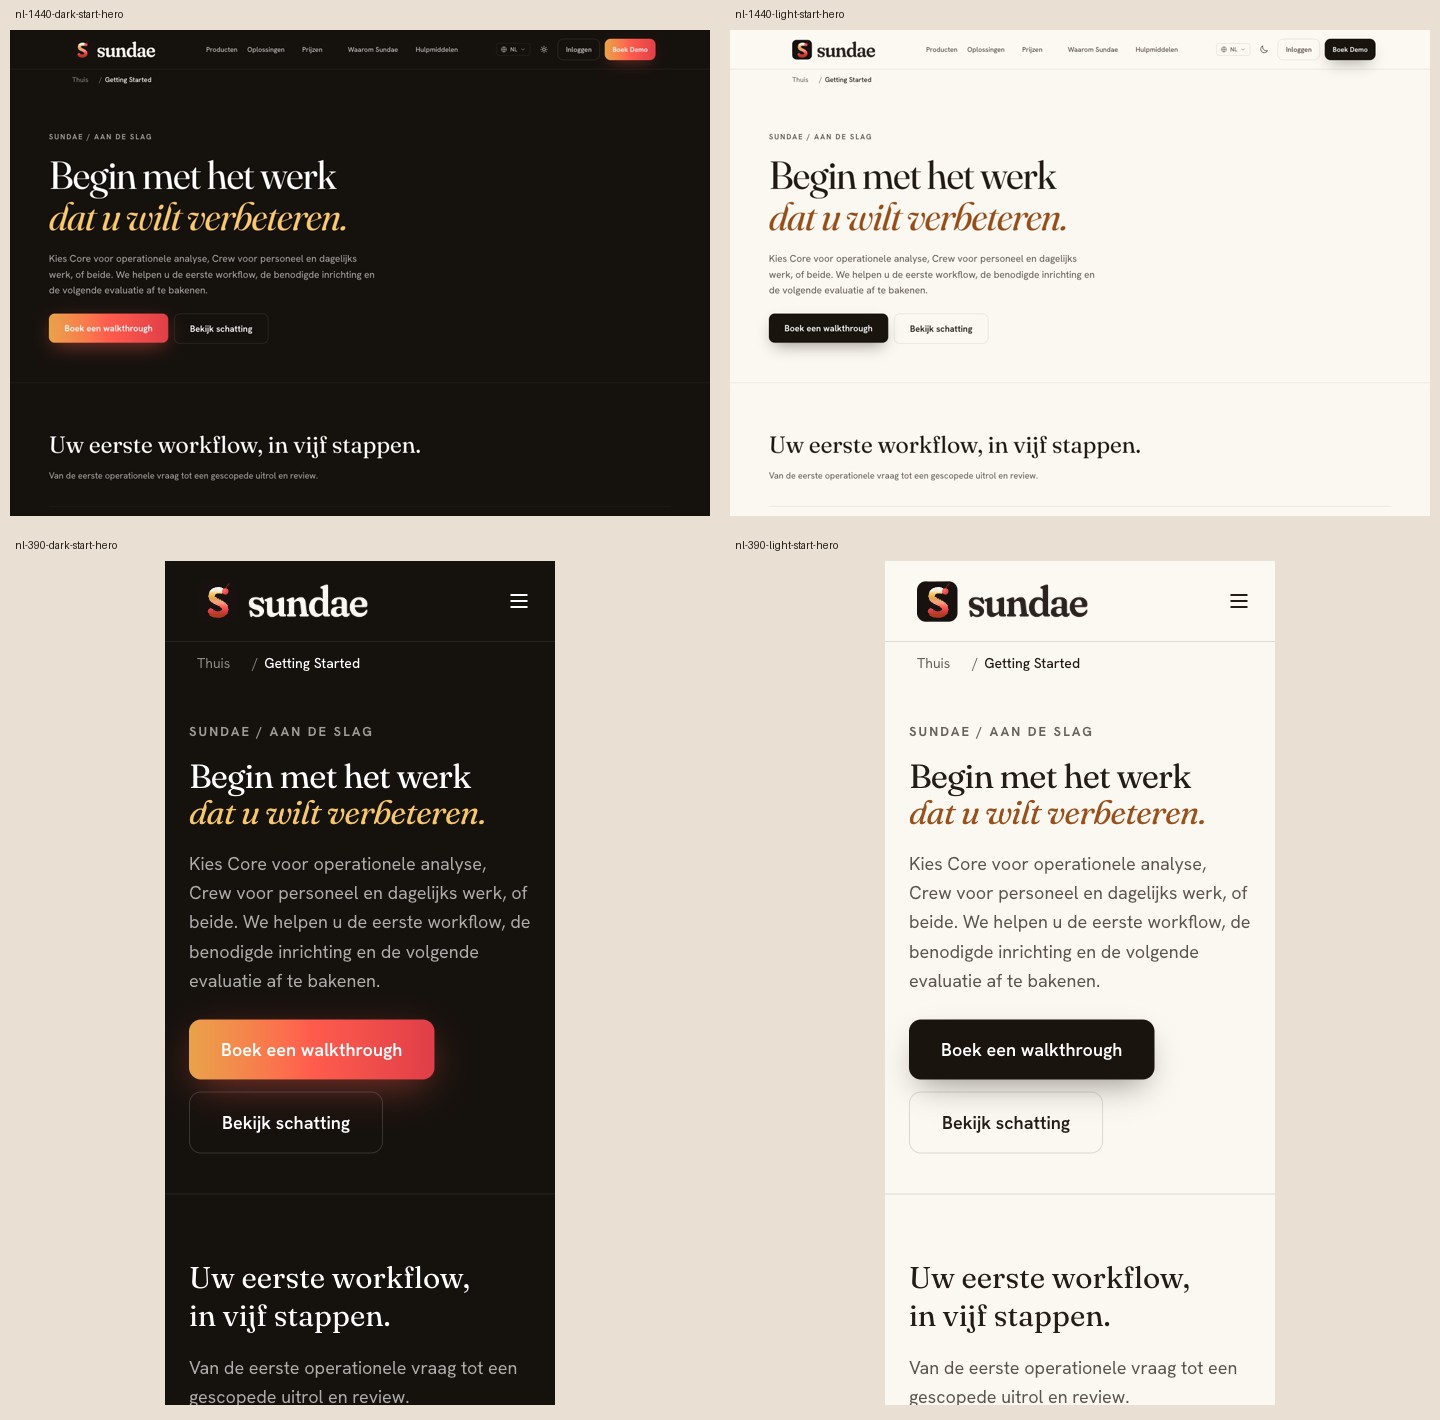 nl-1440-dark-start-hero
sundae
Producten Oplossingen Prijzen Waarom Sundae Hulpmiddelen NL Inloggen Boek Demo
Thuis / Getting Started
SUNDAE / AAN DE SLAG
Begin met het werk
dat u wilt verbeteren.
Kies Core voor operationele analyse, Crew voor personeel en dagelijks
werk, of beide. We helpen u de eerste workflow, de benodigde inrichting en
de volgende evaluatie af te bakenen.
Boek een walkthrough Bekijk schatting
Uw eerste workflow, in vijf stappen.
Van de eerste operationele vraag tot een gescopede uitrol en review.
nl-1440-light-start-hero
sundae
Producten Oplossingen Prijzen Waarom Sundae Hulpmiddelen NL Inloggen Boek Demo
Thuis / Getting Started
SUNDAE / AAN DE SLAG
Begin met het werk
dat u wilt verbeteren.
Kies Core voor operationele analyse, Crew voor personeel en dagelijks
werk, of beide. We helpen u de eerste workflow, de benodigde inrichting en
de volgende evaluatie af te bakenen.
Boek een walkthrough Bekijk schatting
Uw eerste workflow, in vijf stappen.
Van de eerste operationele vraag tot een gescopede uitrol en review.
nl-390-dark-start-hero
sundae
Thuis / Getting Started
SUNDAE / AAN DE SLAG
Begin met het werk
dat u wilt verbeteren.
Kies Core voor operationele analyse,
Crew voor personeel en dagelijks werk, of
beide. We helpen u de eerste workflow, de
benodigde inrichting en de volgende
evaluatie af te bakenen.
Boek een walkthrough
Bekijk schatting
Uw eerste workflow,
in vijf stappen.
Van de eerste operationele vraag tot een
gescopede uitrol en review.
nl-390-light-start-hero
sundae
Thuis / Getting Started
SUNDAE / AAN DE SLAG
Begin met het werk
dat u wilt verbeteren.
Kies Core voor operationele analyse,
Crew voor personeel en dagelijks werk, of
beide. We helpen u de eerste workflow, de
benodigde inrichting en de volgende
evaluatie af te bakenen.
Boek een walkthrough
Bekijk schatting
Uw eerste workflow,
in vijf stappen.
Van de eerste operationele vraag tot een
gescopede uitrol en review.